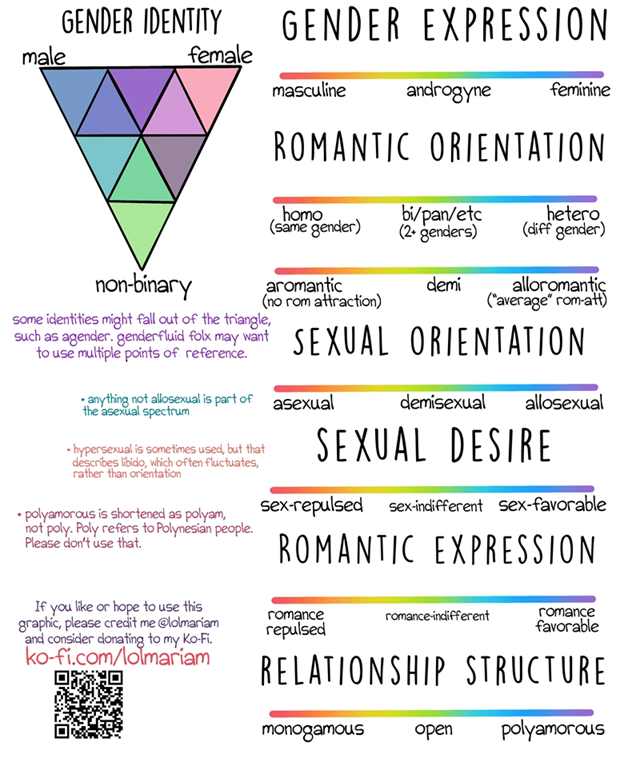 GENDER IDENTITY
male
female
non-binary
some identities might fall out of the triangle,
such as agender. genderfluid folx may want
to use multiple points of reference.
• anything not allosexual is part of
the asexual spectrum
• hypersexual is sometimes used, but that
describes libido, which often fluctuates,
rather than orientation
• polyamorous is shortened as polyam,
not poly. Poly refers to Polynesian people.
Please don't use that.
If you like or hope to use this
graphic, please credit me @lolmariam
and consider donating to my Ko-Fi.
ko-fi.com/lolmariam
GENDER EXPRESSION
masculine androgyne feminine
ROMANTIC ORIENTATION
homo bi/pan/etc hetero
(same gender) (2+ genders) (diff gender)
aromantic demi alloromantic
(no rom attraction) ("average" rom-att)
SEXUAL ORIENTATION
asexual demisexual allosexual
SEXUAL DESIRE
sex-repulsed sex-indifferent sex-favorable
ROMANTIC EXPRESSION
romance romance-indifferent romance
repulsed favorable
RELATIONSHIP STRUCTURE
monogamous open polyamorous